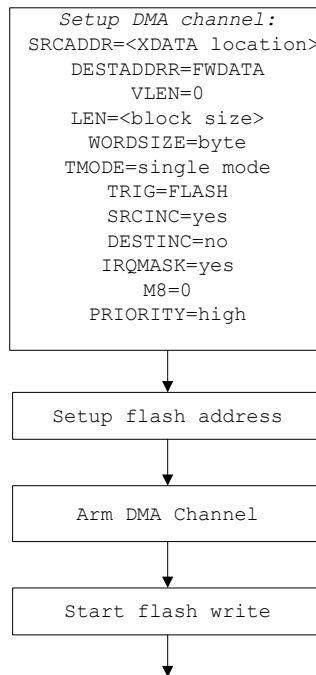 Setup DMA channel:
SRCADDR=<XDATA location>
DESTADDRR=FWDATA
VLEN=0
LEN=<block size>
WORDSIZE=byte
TMODE=single mode
TRIG=FLASH
SRCINC=yes
DESTINC=no
IRQMASK=yes
M8=0
PRIORITY=high
Setup flash address
Arm DMA Channel
Start flash write